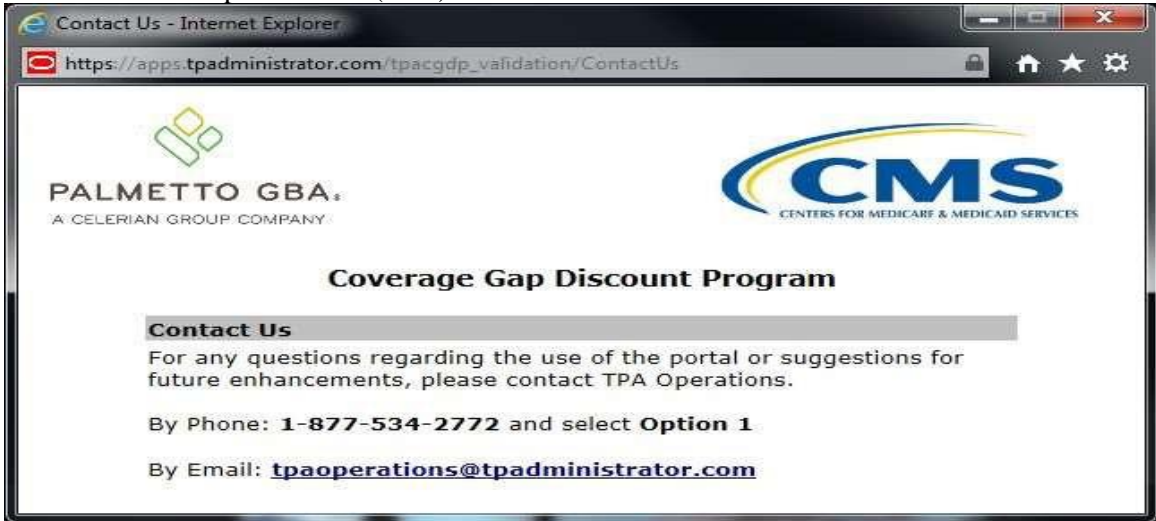 Contact Us - Internet Explorer
https://apps.tpadministrator.com/tpacgdp_validation/ContactUs
PALMETTO GBA®
A CELERIAN GROUP COMPANY
CMS
CENTERS FOR MEDICARE & MEDICAID SERVICES
Coverage Gap Discount Program
Contact Us
For any questions regarding the use of the portal or suggestions for
future enhancements, please contact TPA Operations.
By Phone: 1-877-534-2772 and select Option 1
By Email: tpaoperations@tpadministrator.com